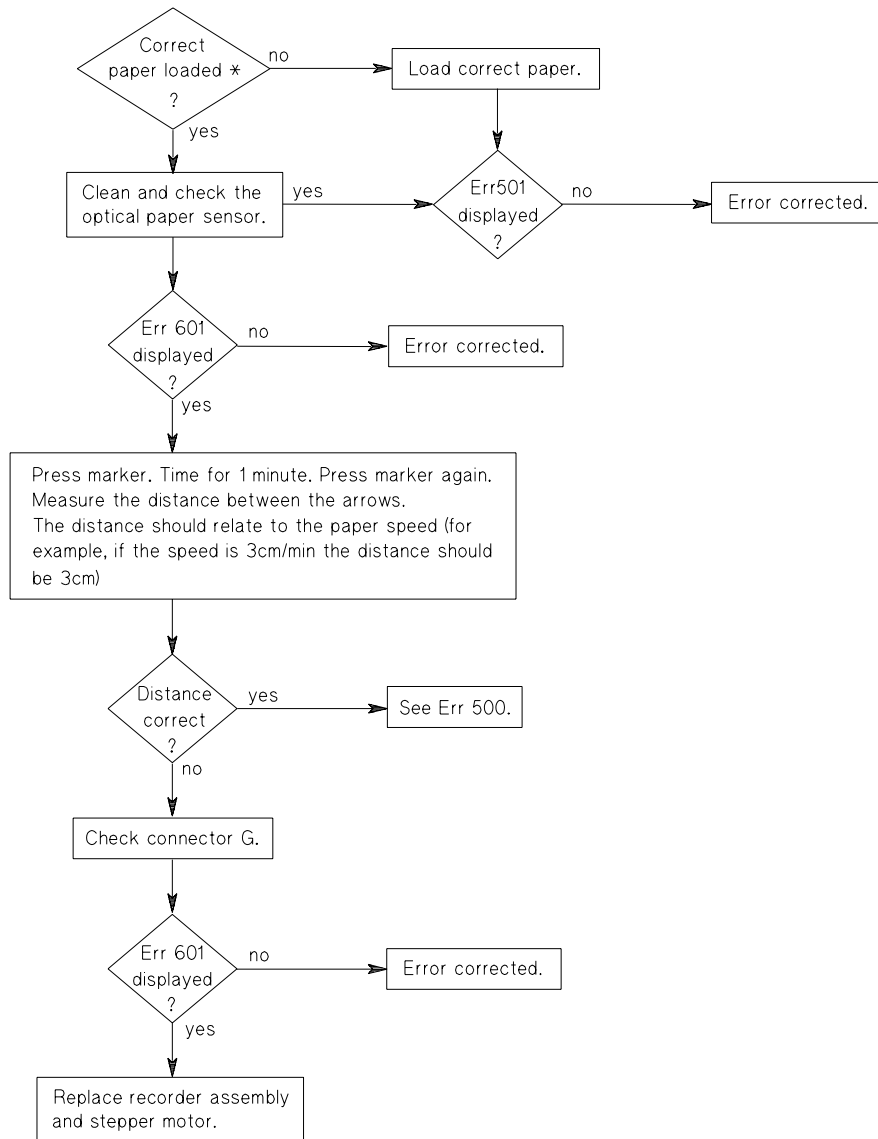 Correct
paper loaded *
?
no
Load correct paper.
yes
Clean and check the
optical paper sensor.
yes
Err501
displayed
?
no
Error corrected.
Err 601
displayed
?
no
Error corrected.
yes
Press marker. Time for 1 minute. Press marker again.
Measure the distance between the arrows.
The distance should relate to the paper speed (for
example, if the speed is 3cm/min the distance should
be 3cm)
Distance
correct
?
yes
See Err 500.
no
Check connector G.
Err 601
displayed
?
no
Error corrected.
yes
Replace recorder assembly
and stepper motor.